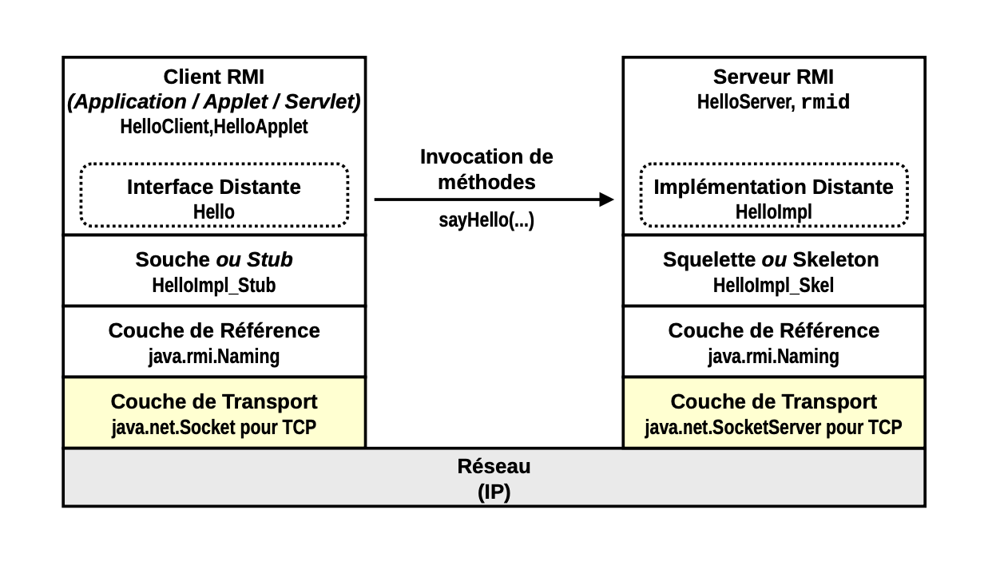 Client RMI
(Application / Applet / Servlet)
HelloClient,HelloApplet
Interface Distante
Hello
Souche ou Stub
HelloImpl_Stub
Couche de Référence
java.rmi.Naming
Couche de Transport
java.net.Socket pour TCP
Invocation de
méthodes
sayHello(...)
Serveur RMI
HelloServer, rmid
Implémentation Distante
HelloImpl
Squelette ou Skeleton
HelloImpl_Skel
Couche de Référence
java.rmi.Naming
Couche de Transport
java.net.SocketServer pour TCP
Réseau
(IP)